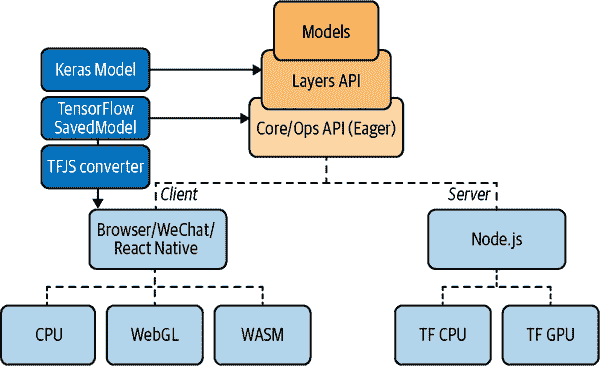 Models
Keras Model
Layers API
TensorFlow
SavedModel
Core/Ops API (Eager)
TFJS converter
Client
Server
Browser/WeChat/
React Native
Node.js
CPU
WebGL
WASM
TF CPU
TF GPU